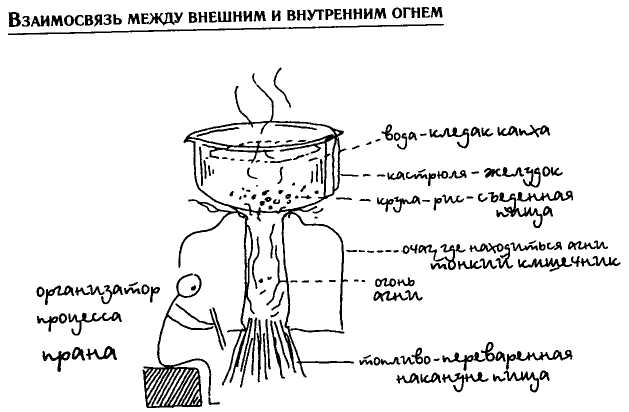 Взаимосвязь между внешним и внутренним огнем
вода-кледак капха
кастрюля-желудок
крупа-рис-съеденная
пища
очаг, где находиться агни
тонкий кишечник
огонь
агни
организатор
процесса
прана
топливо-переваренная
накануне пища